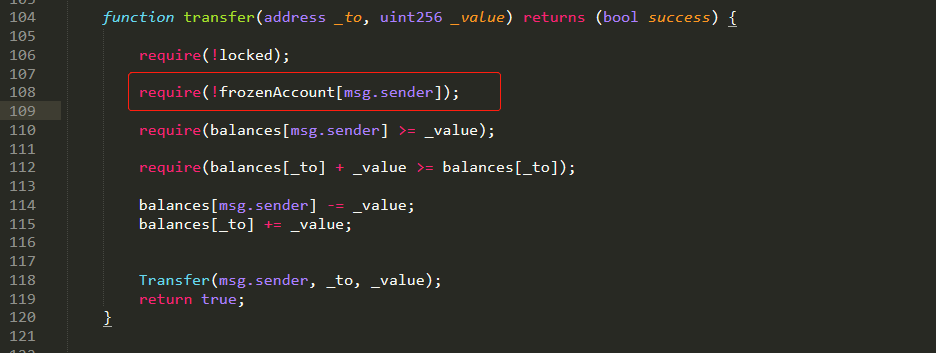 104 function transfer(address _to, uint256 _value) returns (bool success) {
105
106 require(!locked);
107
108 require(!frozenAccount[msg.sender]);
109
110 require(balances[msg.sender] >= _value);
111
112 require(balances[_to] + _value >= balances[_to]);
113
114 balances[msg.sender] -= _value;
115 balances[_to] += _value;
116
117
118 Transfer(msg.sender, _to, _value);
119 return true;
120 }
121